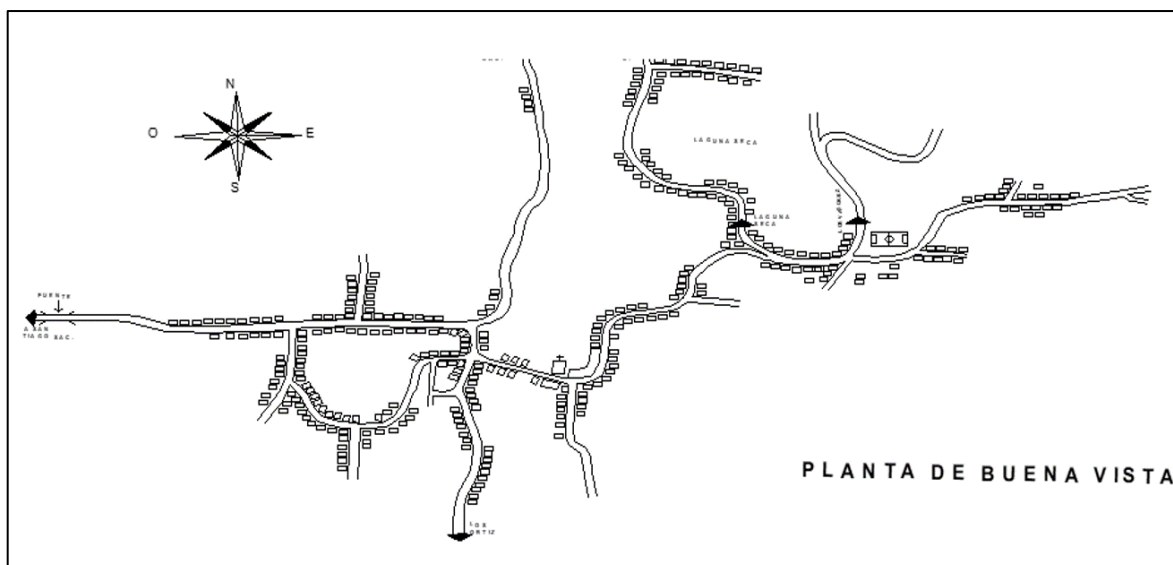 N
O
E
S
LAGUNA SECA
LAGUNA
SECA
PUENTE
A SAN
TIAGO SAC.
LOS
ORTIZ
PLANTA DE BUENA VISTA